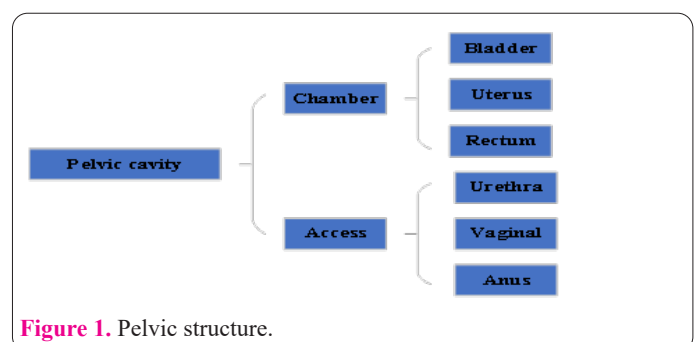 Bladder
Chamber
Uterus
Rectum
Pelvic cavity
Urethra
Access
Vaginal
Anus
Figure 1. Pelvic structure.